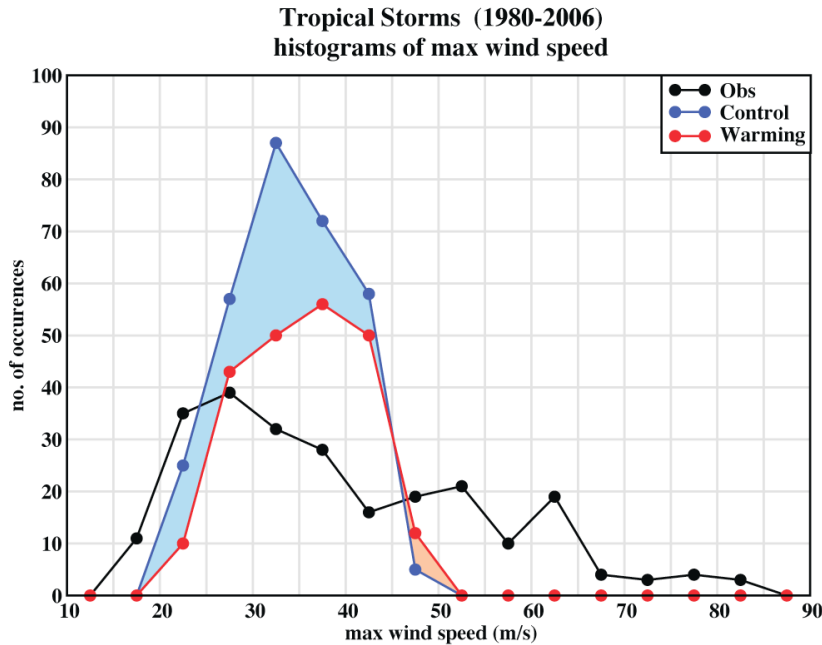 Tropical Storms (1980-2006)
histograms of max wind speed
100
90
80
70
60
50
40
30
20
10
0
no. of occurences
Obs
Control
Warming
10 20 30 40 50 60 70 80 90
max wind speed (m/s)